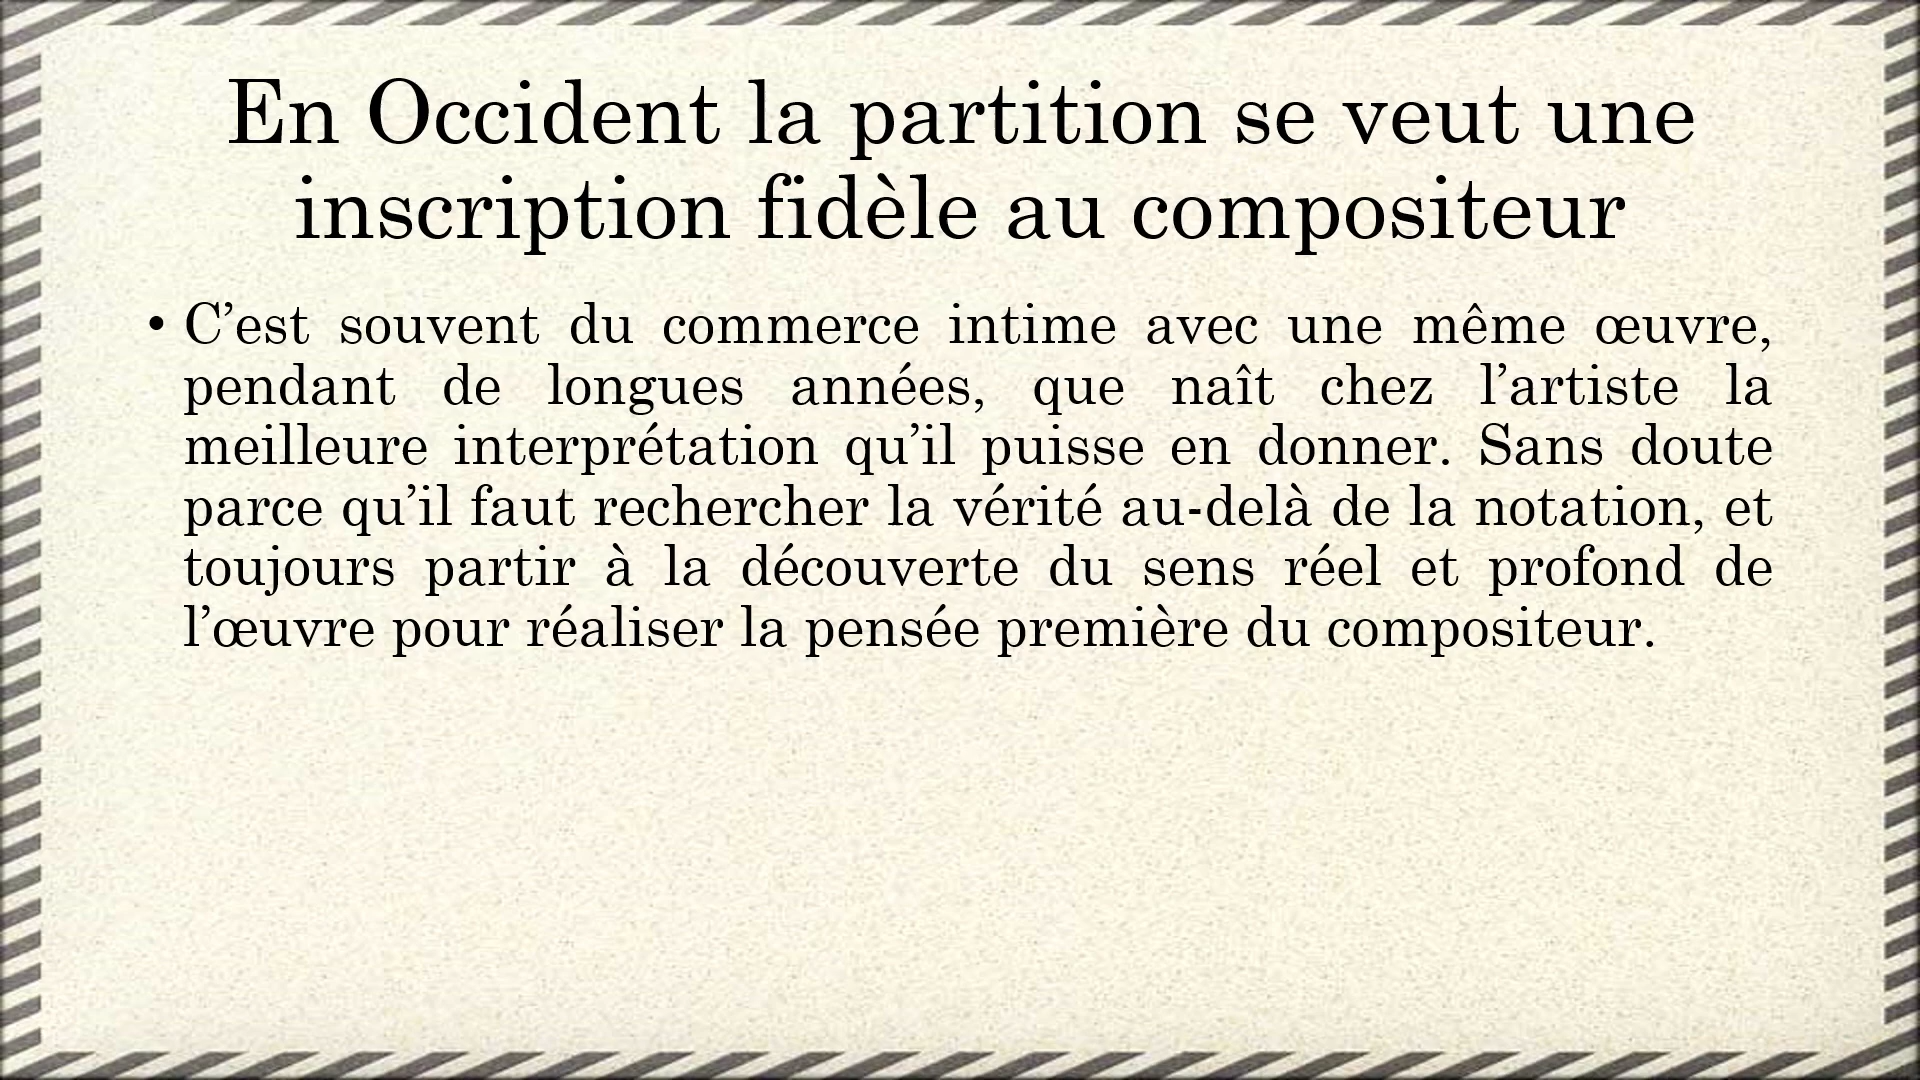 En Occident la partition se veut une
inscription fidèle au compositeur
• C’est souvent du commerce intime avec une même œuvre,
pendant de longues années, que naît chez l’artiste la
meilleure interprétation qu’il puisse en donner. Sans doute
parce qu’il faut rechercher la vérité au-delà de la notation, et
toujours partir à la découverte du sens réel et profond de
l’œuvre pour réaliser la pensée première du compositeur.